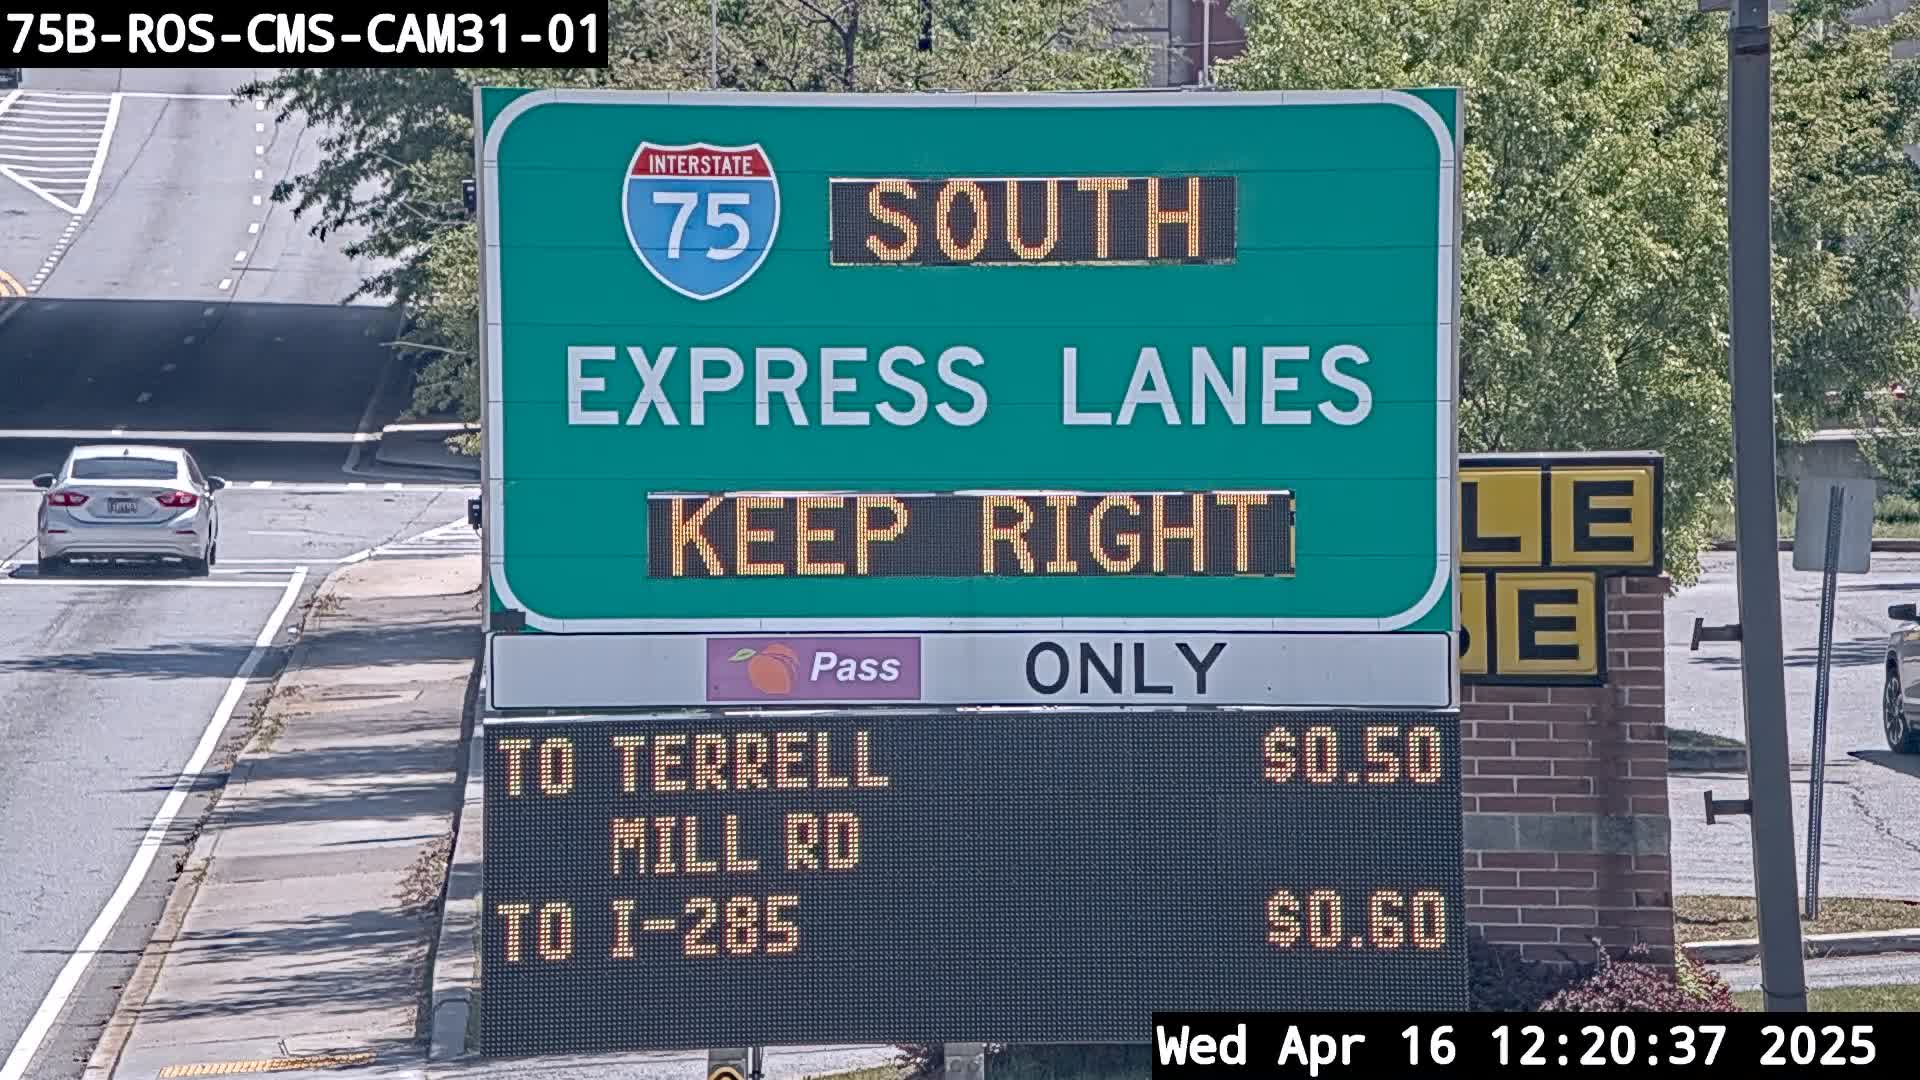 75B-ROS-CMS-CAM31-01
INTERSTATE
75
SOUTH
EXPRESS LANES
KEEP RIGHT
Pass ONLY
TO TERRELL $0.50
MILL RD
TO I-285 $0.60
LE
E
Wed Apr 16 12:20:37 2025